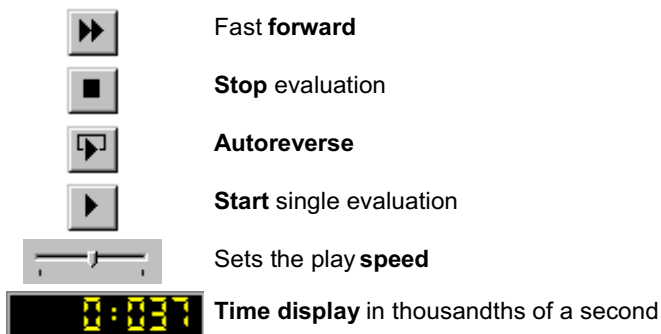 Fast forward
Stop evaluation
Autoreverse
Start single evaluation
Sets the play speed
0:037 Time display in thousandths of a second